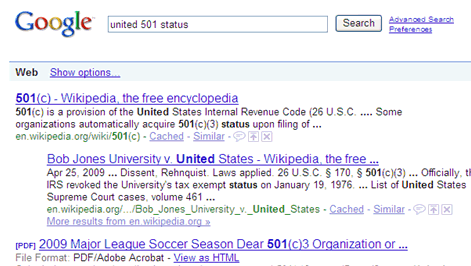 Google
united 501 status
Search
Advanced Search
Preferences
Web Show options...
501(c) - Wikipedia, the free encyclopedia
501(c) is a provision of the United States Internal Revenue Code (26 U.S.C. .... Some
organizations automatically acquire 501(c)(3) status upon filing of ...
en.wikipedia.org/wiki/501(c) - Cached - Similar -
Bob Jones University v. United States - Wikipedia, the free ...
Apr 25, 2009 ... Dissent, Rehnquist. Laws applied. 26 U.S.C. § 170, § 501(c)(3) ... Officially, th
IRS revoked the University's tax exempt status on January 19, 1976. ... List of United
Supreme Court cases, volume 461 ...
en.wikipedia.org/.../Bob_Jones_University_v._United_States - Cached - Similar -
More results from en.wikipedia.org »
[PDF] 2009 Major League Soccer Season Dear 501(c)3 Organization or ...
File Format: PDF/Adobe Acrobat - View as HTML